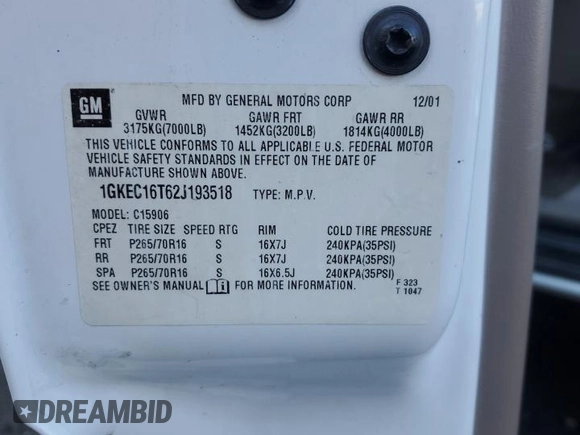 GM
MFD BY GENERAL MOTORS CORP 12/01
GVWR GAWR FRT GAWR RR
3175KG(7000LB) 1452KG(3200LB) 1814KG(4000LB)
THIS VEHICLE CONFORMS TO ALL APPLICABLE U.S. FEDERAL MOTOR
VEHICLE SAFETY STANDARDS IN EFFECT ON THE DATE OF
MANUFACTURE SHOWN ABOVE.
1GKEC16T62J193518 TYPE: M.P.V.
MODEL: C15906
CPEZ TIRE SIZE SPEED RTG RIM COLD TIRE PRESSURE
FRT P265/70R16 S 16X7J 240KPA(35PSI)
RR P265/70R16 S 16X7J 240KPA(35PSI)
SPA P265/70R16 S 16X6.5J 240KPA(35PSI)
SEE OWNER'S MANUAL FOR MORE INFORMATION.
F 323
T 1047
DREAMBID